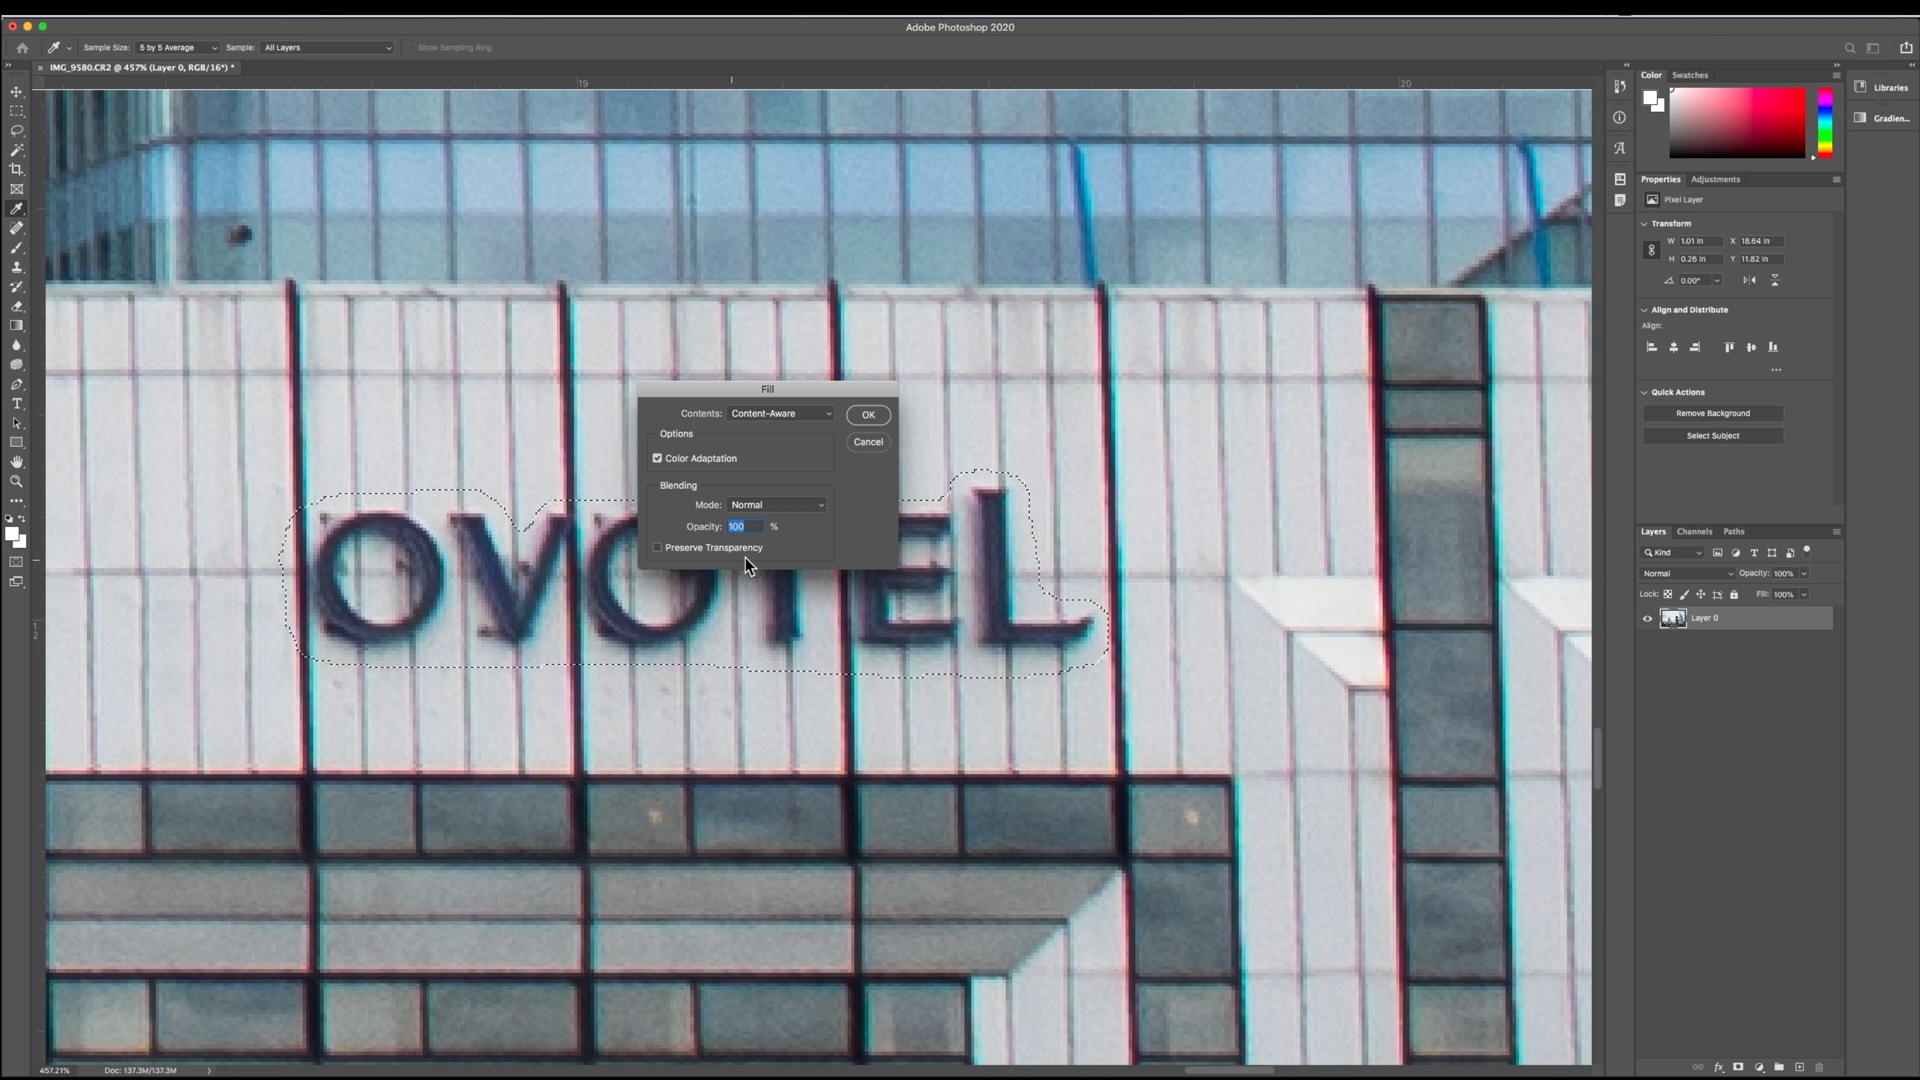 Adobe Photoshop 2020
Sample Size: 5 by 5 Average Sample: All Layers Show Sampling Ring
× IMG_9580.CR2 @ 457% (Layer 0, RGB/16*) *
19 20
Color Swatches
Libraries
Gradien...
Properties Adjustments
Pixel Layer
Transform
W 1.01 in X 18.64 in
H 0.26 in Y 11.82 in
0.00°
Align and Distribute
Align:
Quick Actions
Remove Background
Select Subject
Fill
Contents: Content-Aware OK
Options Cancel
Color Adaptation
Blending
Mode: Normal
Opacity: 100 %
Preserve Transparency
OVOTEL
1
2
Layers Channels Paths
Kind
Normal Opacity: 100%
Lock: Fill: 100%
Layer 0
fx
457.21% Doc: 137.3M/137.3M